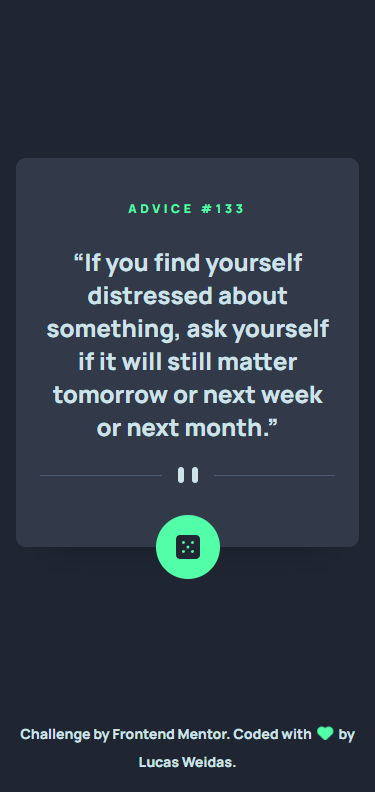 ADVICE #133
“If you find yourself
distressed about
something, ask yourself
if it will still matter
tomorrow or next week
or next month.”
Challenge by Frontend Mentor. Coded with 💚 by
Lucas Weidas.